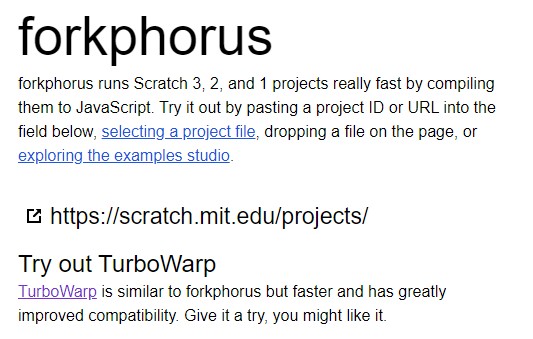 forkphorus
forkphorus runs Scratch 3, 2, and 1 projects really fast by compiling
them to JavaScript. Try it out by pasting a project ID or URL into the
field below, selecting a project file, dropping a file on the page, or
exploring the examples studio.
https://scratch.mit.edu/projects/
Try out TurboWarp
TurboWarp is similar to forkphorus but faster and has greatly
improved compatibility. Give it a try, you might like it.